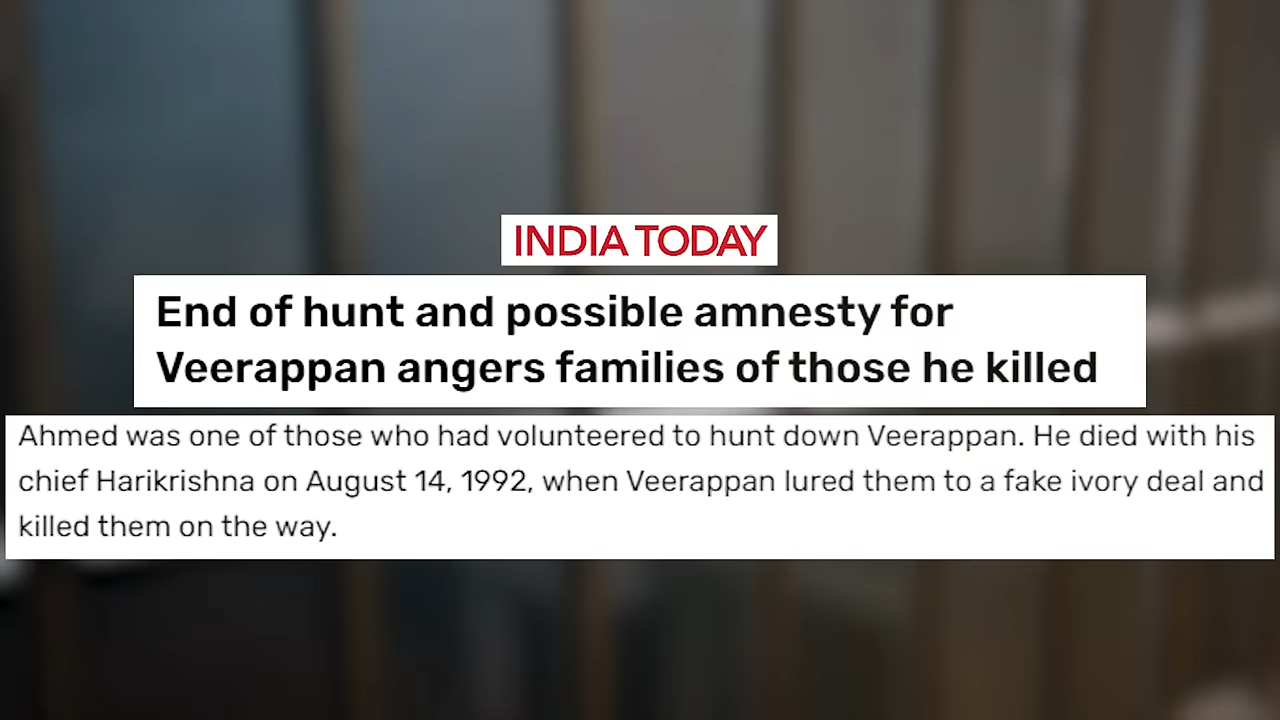 INDIA TODAY
End of hunt and possible amnesty for
Veerappan angers families of those he killed
Ahmed was one of those who had volunteered to hunt down Veerappan. He died with his
chief Harikrishna on August 14, 1992, when Veerappan lured them to a fake ivory deal and
killed them on the way.